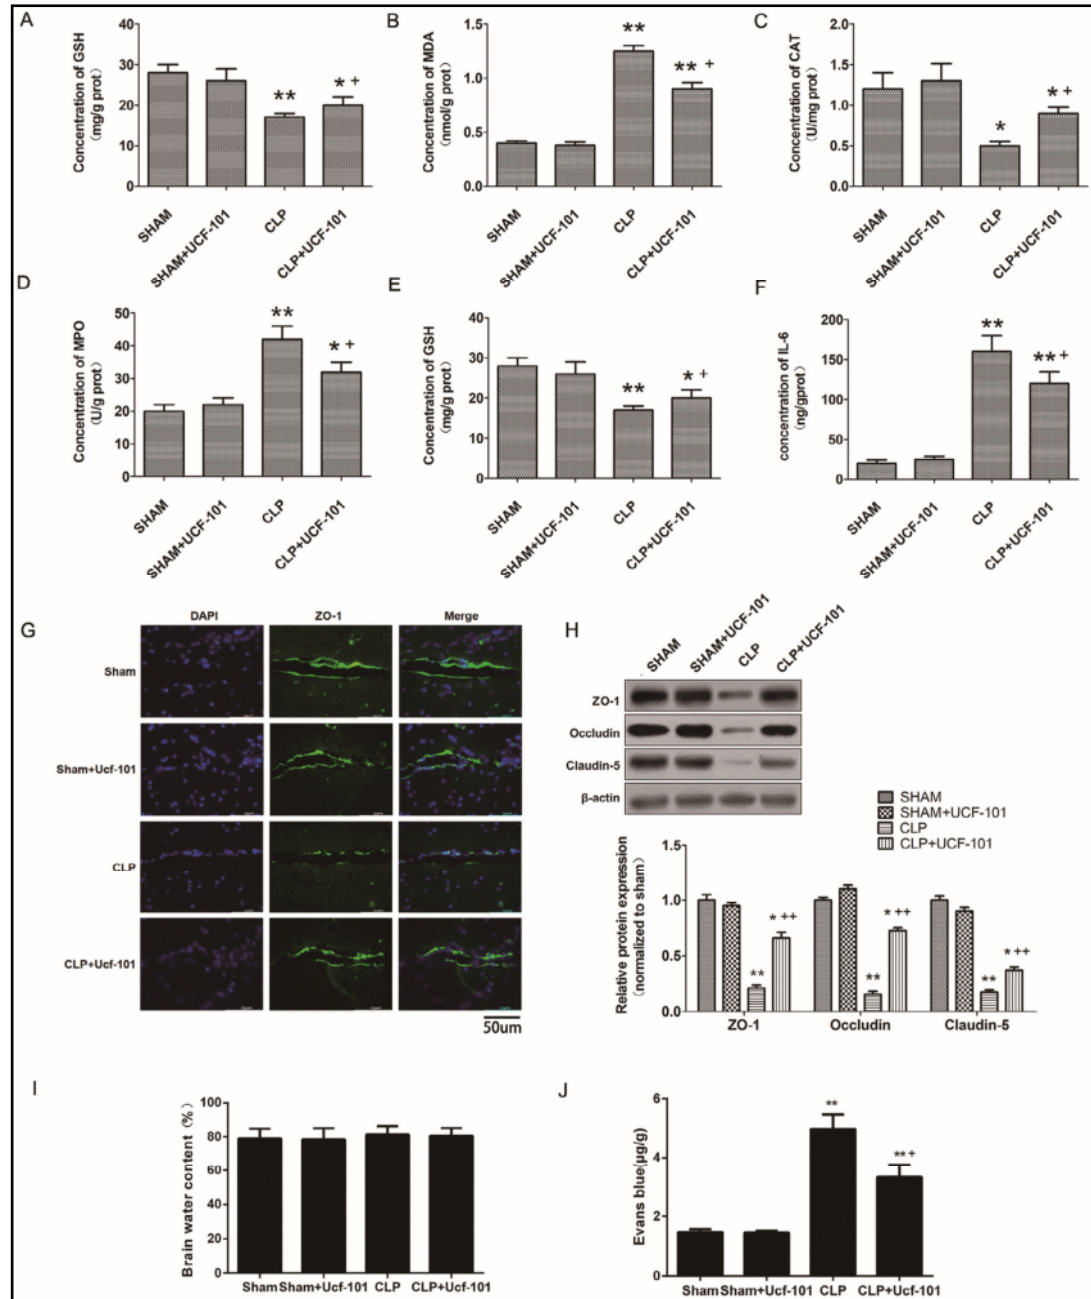 A
Concentration of GSH
(mg/g prot)
40
30
20
10
0
** * +
SHAM
SHAM+UCF-101
CLP
CLP+UCF-101
B
Concentration of MDA
(nmol/g prot)
1.5
1.0
0.5
0.0
** ** +
SHAM
SHAM+UCF-101
CLP
CLP+UCF-101
C
Concentration of CAT
(U/mg prot)
2.0
1.5
1.0
0.5
0.0
* * +
SHAM
SHAM+UCF-101
CLP
CLP+UCF-101
D
Concentration of MPO
(U/g prot)
50
40
30
20
10
0
** * +
SHAM
SHAM+UCF-101
CLP
CLP+UCF-101
E
Concentration of GSH
(mg/g prot)
40
30
20
10
0
** * +
SHAM
SHAM+UCF-101
CLP
CLP+UCF-101
F
concentration of IL-6
(ng/gprot)
200
150
100
50
0
** ** +
SHAM
SHAM+UCF-101
CLP
CLP+UCF-101
G
DAPI ZO-1 Merge
Sham
Sham+Ucf-101
CLP
CLP+Ucf-101
50um
H
SHAM SHAM+UCF-101 CLP CLP+UCF-101
ZO-1
Occludin
Claudin-5
β-actin
SHAM
SHAM+UCF-101
CLP
CLP+UCF-101
Relative protein expression
(normalized to sham)
1.5
1.0
0.5
0.0
** * ++ ** * ++ ** * ++
ZO-1 Occludin Claudin-5
I
Brain water content (%)
100
80
60
40
20
0
Sham Sham+Ucf-101 CLP CLP+Ucf-101
J
Evans blue(μg/g)
6
4
2
0
** ** +
Sham Sham+Ucf-101 CLP CLP+Ucf-101